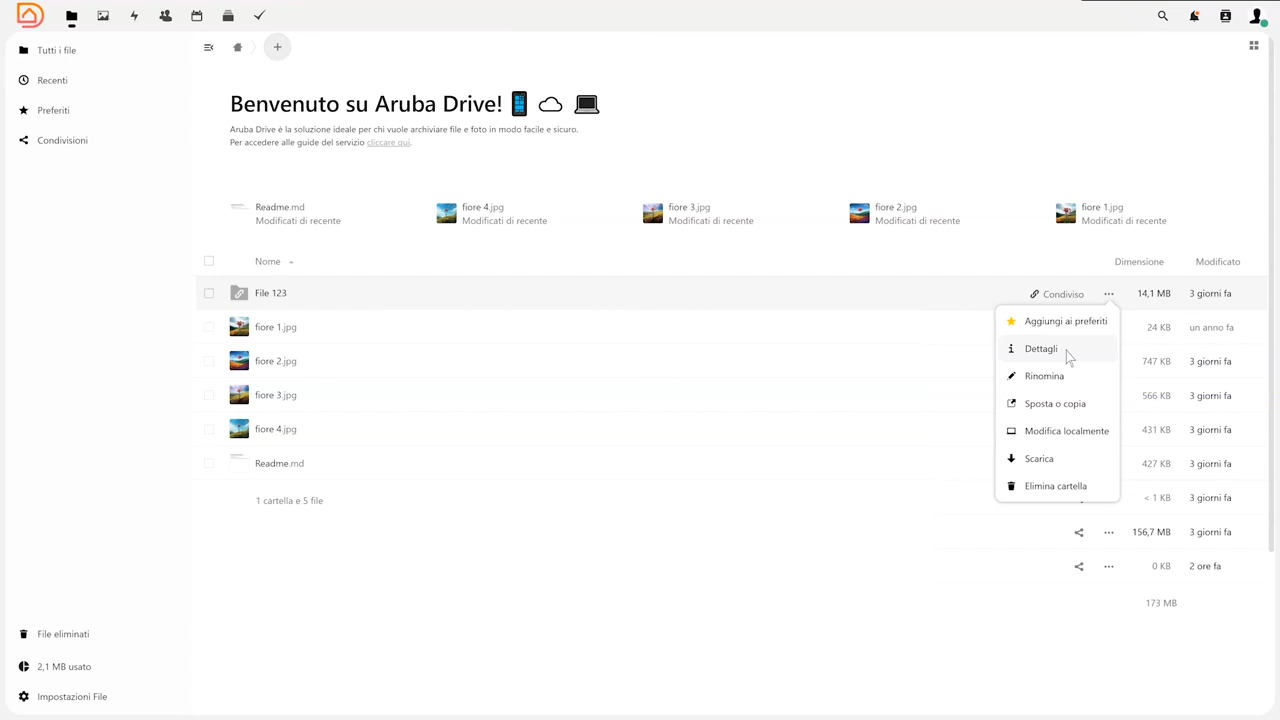 Tutti i file
Recenti
Preferiti
Condivisioni
File eliminati
2,1 MB usato
Impostazioni File
Benvenuto su Aruba Drive!
Aruba Drive è la soluzione ideale per chi vuole archiviare file e foto in modo facile e sicuro.
Per accedere alle guide del servizio cliccare qui.
Readme.md
Modificati di recente
fiore 4.jpg
Modificati di recente
fiore 3.jpg
Modificati di recente
fiore 2.jpg
Modificati di recente
fiore 1.jpg
Modificati di recente
Nome Dimensione Modificato
File 123 Condiviso ... 14,1 MB 3 giorni fa
fiore 1.jpg 24 KB un anno fa
fiore 2.jpg 747 KB 3 giorni fa
fiore 3.jpg 566 KB 3 giorni fa
fiore 4.jpg 431 KB 3 giorni fa
Readme.md 427 KB 3 giorni fa
1 cartella e 5 file < 1 KB 3 giorni fa
... 156,7 MB 3 giorni fa
... 0 KB 2 ore fa
173 MB
Aggiungi ai preferiti
Dettagli
Rinomina
Sposta o copia
Modifica localmente
Scarica
Elimina cartella